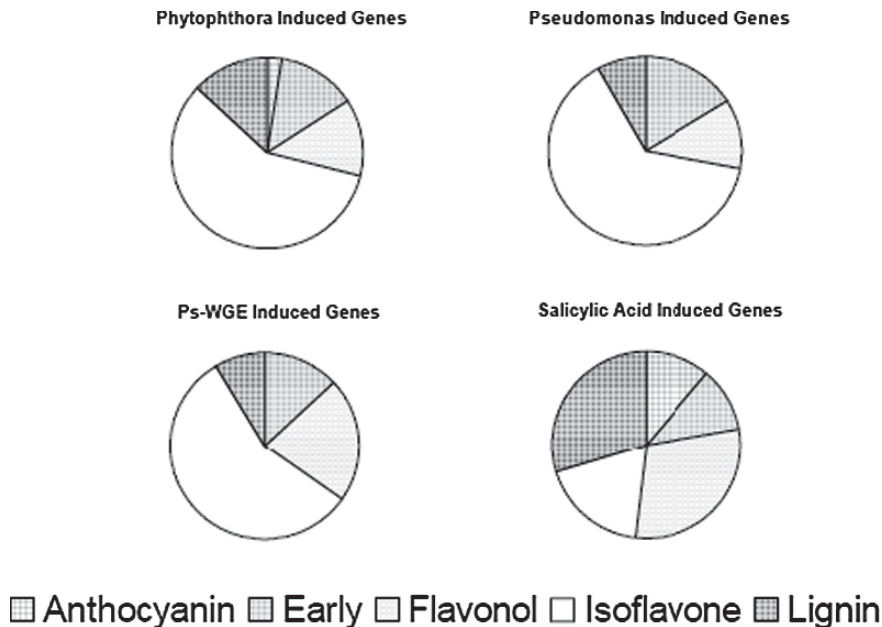 Phytophthora Induced Genes
Pseudomonas Induced Genes
Ps-WGE Induced Genes
Salicylic Acid Induced Genes
Anthocyanin Early Flavonol Isoflavone Lignin